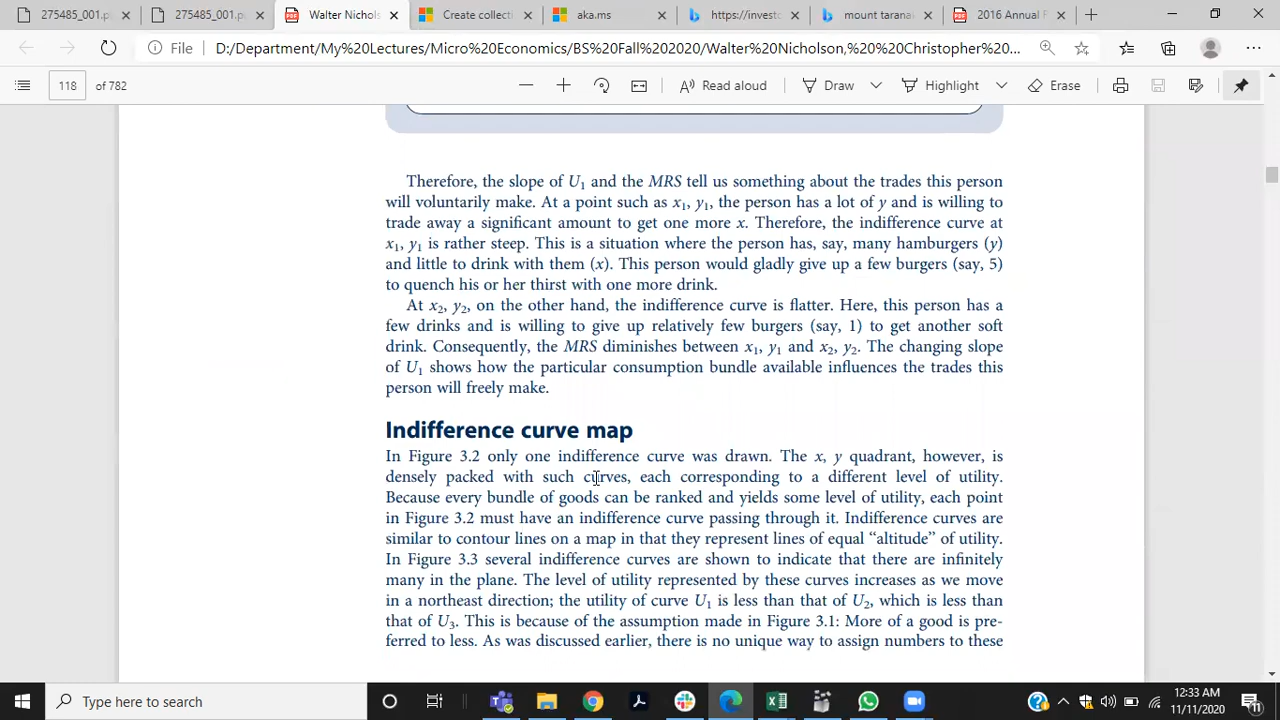 275485_001.p
275485_001.p
Walter Nichols
Create collecti
aka.ms
https://investo
mount tarana
2016 Annual F
File
D:/Department/My%20Lectures/Micro%20Economics/BS%20Fall%202020/Walter%20Nicholson,%20%20Christopher%20...
118 of 782
Read aloud
Draw
Highlight
Erase
Therefore, the slope of U1 and the MRS tell us something about the trades this person
will voluntarily make. At a point such as x1, y1, the person has a lot of y and is willing to
trade away a significant amount to get one more x. Therefore, the indifference curve at
x1, y1 is rather steep. This is a situation where the person has, say, many hamburgers (y)
and little to drink with them (x). This person would gladly give up a few burgers (say, 5)
to quench his or her thirst with one more drink.
At x2, y2, on the other hand, the indifference curve is flatter. Here, this person has a
few drinks and is willing to give up relatively few burgers (say, 1) to get another soft
drink. Consequently, the MRS diminishes between x1, y1 and x2, y2. The changing slope
of U1 shows how the particular consumption bundle available influences the trades this
person will freely make.
Indifference curve map
In Figure 3.2 only one indifference curve was drawn. The x, y quadrant, however, is
densely packed with such curves, each corresponding to a different level of utility.
Because every bundle of goods can be ranked and yields some level of utility, each point
in Figure 3.2 must have an indifference curve passing through it. Indifference curves are
similar to contour lines on a map in that they represent lines of equal “altitude” of utility.
In Figure 3.3 several indifference curves are shown to indicate that there are infinitely
many in the plane. The level of utility represented by these curves increases as we move
in a northeast direction; the utility of curve U1 is less than that of U2, which is less than
that of U3. This is because of the assumption made in Figure 3.1: More of a good is pre-
ferred to less. As was discussed earlier, there is no unique way to assign numbers to these
Type here to search
12:33 AM
11/11/2020
11